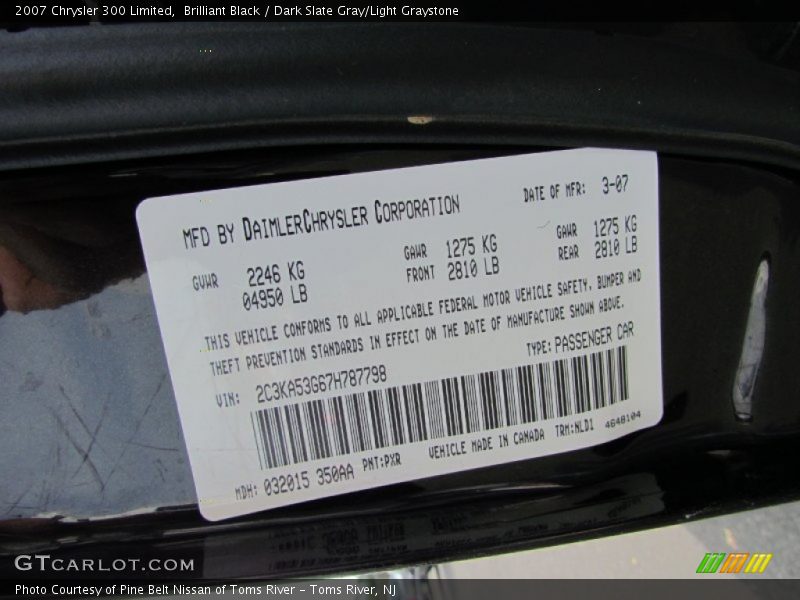 2007 Chrysler 300 Limited, Brilliant Black / Dark Slate Gray/Light Graystone
MFD BY DAIMLERCHRYSLER CORPORATION
DATE OF MFR: 3-07
GVWR 2246 KG
04950 LB
GAWR FRONT 1275 KG
2810 LB
GAWR REAR 1275 KG
2810 LB
THIS VEHICLE CONFORMS TO ALL APPLICABLE FEDERAL MOTOR VEHICLE SAFETY, BUMPER AND
THEFT PREVENTION STANDARDS IN EFFECT ON THE DATE OF MANUFACTURE SHOWN ABOVE.
VIN: 2C3KA53G67H787798
TYPE: PASSENGER CAR
MDH: 032015 350AA PNT:PXR
VEHICLE MADE IN CANADA TRM:NLD1 4648104
GTCARLOT.COM
Photo Courtesy of Pine Belt Nissan of Toms River – Toms River, NJ